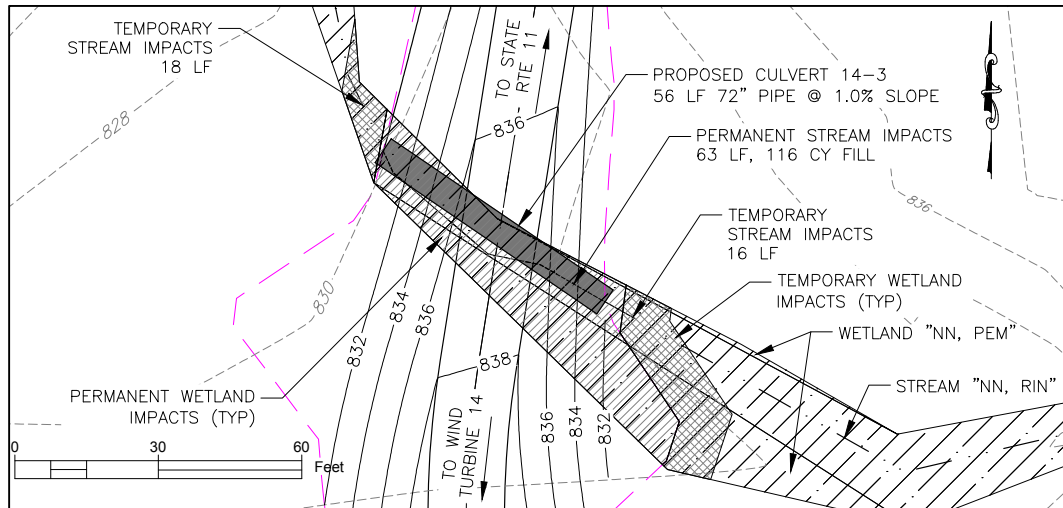 TEMPORARY
STREAM IMPACTS
18 LF
TO STATE
RTE 11
PROPOSED CULVERT 14-3
56 LF 72" PIPE @ 1.0% SLOPE
PERMANENT STREAM IMPACTS
63 LF, 116 CY FILL
828
836
836
TEMPORARY
STREAM IMPACTS
16 LF
TEMPORARY WETLAND
IMPACTS (TYP)
WETLAND "NN, PEM"
STREAM "NN, RIN"
830
832
834
836
838
836
834
832
PERMANENT WETLAND
IMPACTS (TYP)
TO WIND
TURBINE 14
0 30 60
Feet